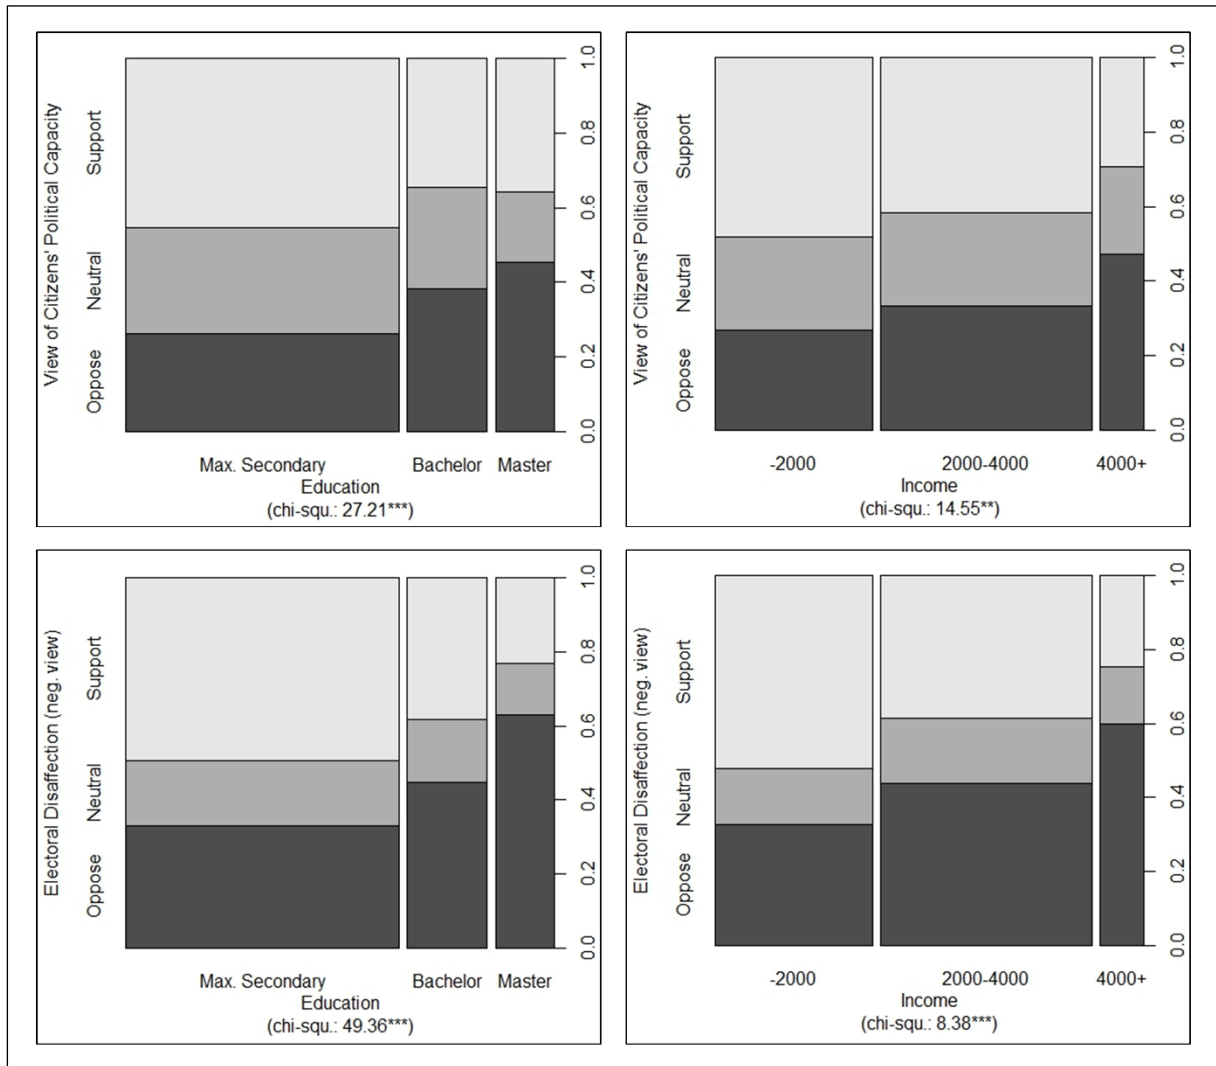 View of Citizens' Political Capacity
Support
Neutral
Oppose
1.0
0.8
0.6
0.4
0.2
0.0
Max. Secondary Bachelor Master
Education
(chi-squ.: 27.21***)
View of Citizens' Political Capacity
Support
Neutral
Oppose
1.0
0.8
0.6
0.4
0.2
0.0
-2000 2000-4000 4000+
Income
(chi-squ.: 14.55**)
Electoral Disaffection (neg. view)
Support
Neutral
Oppose
1.0
0.8
0.6
0.4
0.2
0.0
Max. Secondary Bachelor Master
Education
(chi-squ.: 49.36***)
Electoral Disaffection (neg. view)
Support
Neutral
Oppose
1.0
0.8
0.6
0.4
0.2
0.0
-2000 2000-4000 4000+
Income
(chi-squ.: 8.38***)